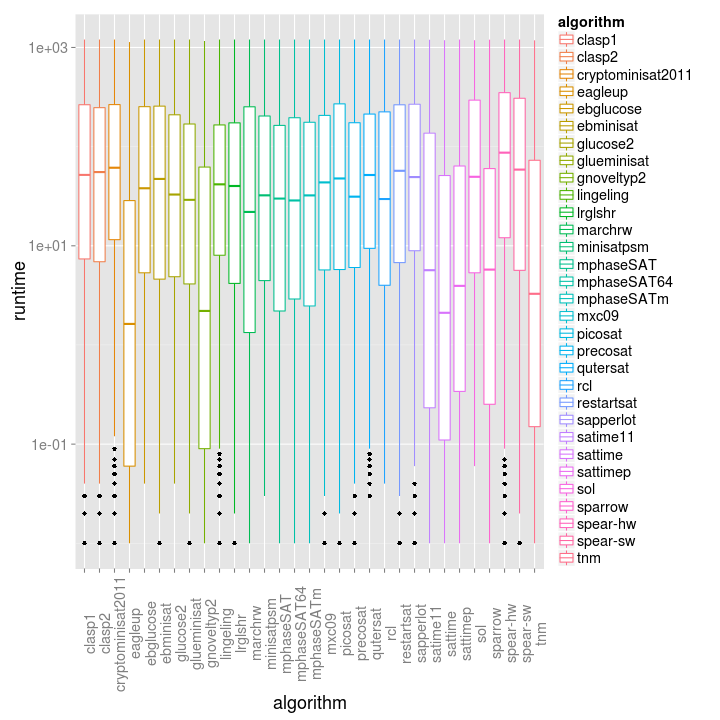 algorithm
clasp1
clasp2
cryptominisat2011
eagleup
ebglucose
ebminisat
glucose2
glueminisat
gnoveltyp2
lingeling
lrglshr
marchrw
minisatpsm
mphaseSAT
mphaseSAT64
mphaseSATm
mxc09
picosat
precosat
qutersat
rcl
restartsat
sapperlot
satime11
sattime
sattimep
sol
sparrow
spear-hw
spear-sw
tnm
runtime
1e+03
1e+01
1e-01
clasp1
clasp2
cryptominisat2011
eagleup
ebglucose
ebminisat
glucose2
glueminisat
gnoveltyp2
lingeling
lrglshr
marchrw
minisatpsm
mphaseSAT
mphaseSAT64
mphaseSATm
mxc09
picosat
precosat
qutersat
rcl
restartsat
sapperlot
satime11
sattime
sattimep
sol
sparrow
spear-hw
spear-sw
tnm
algorithm